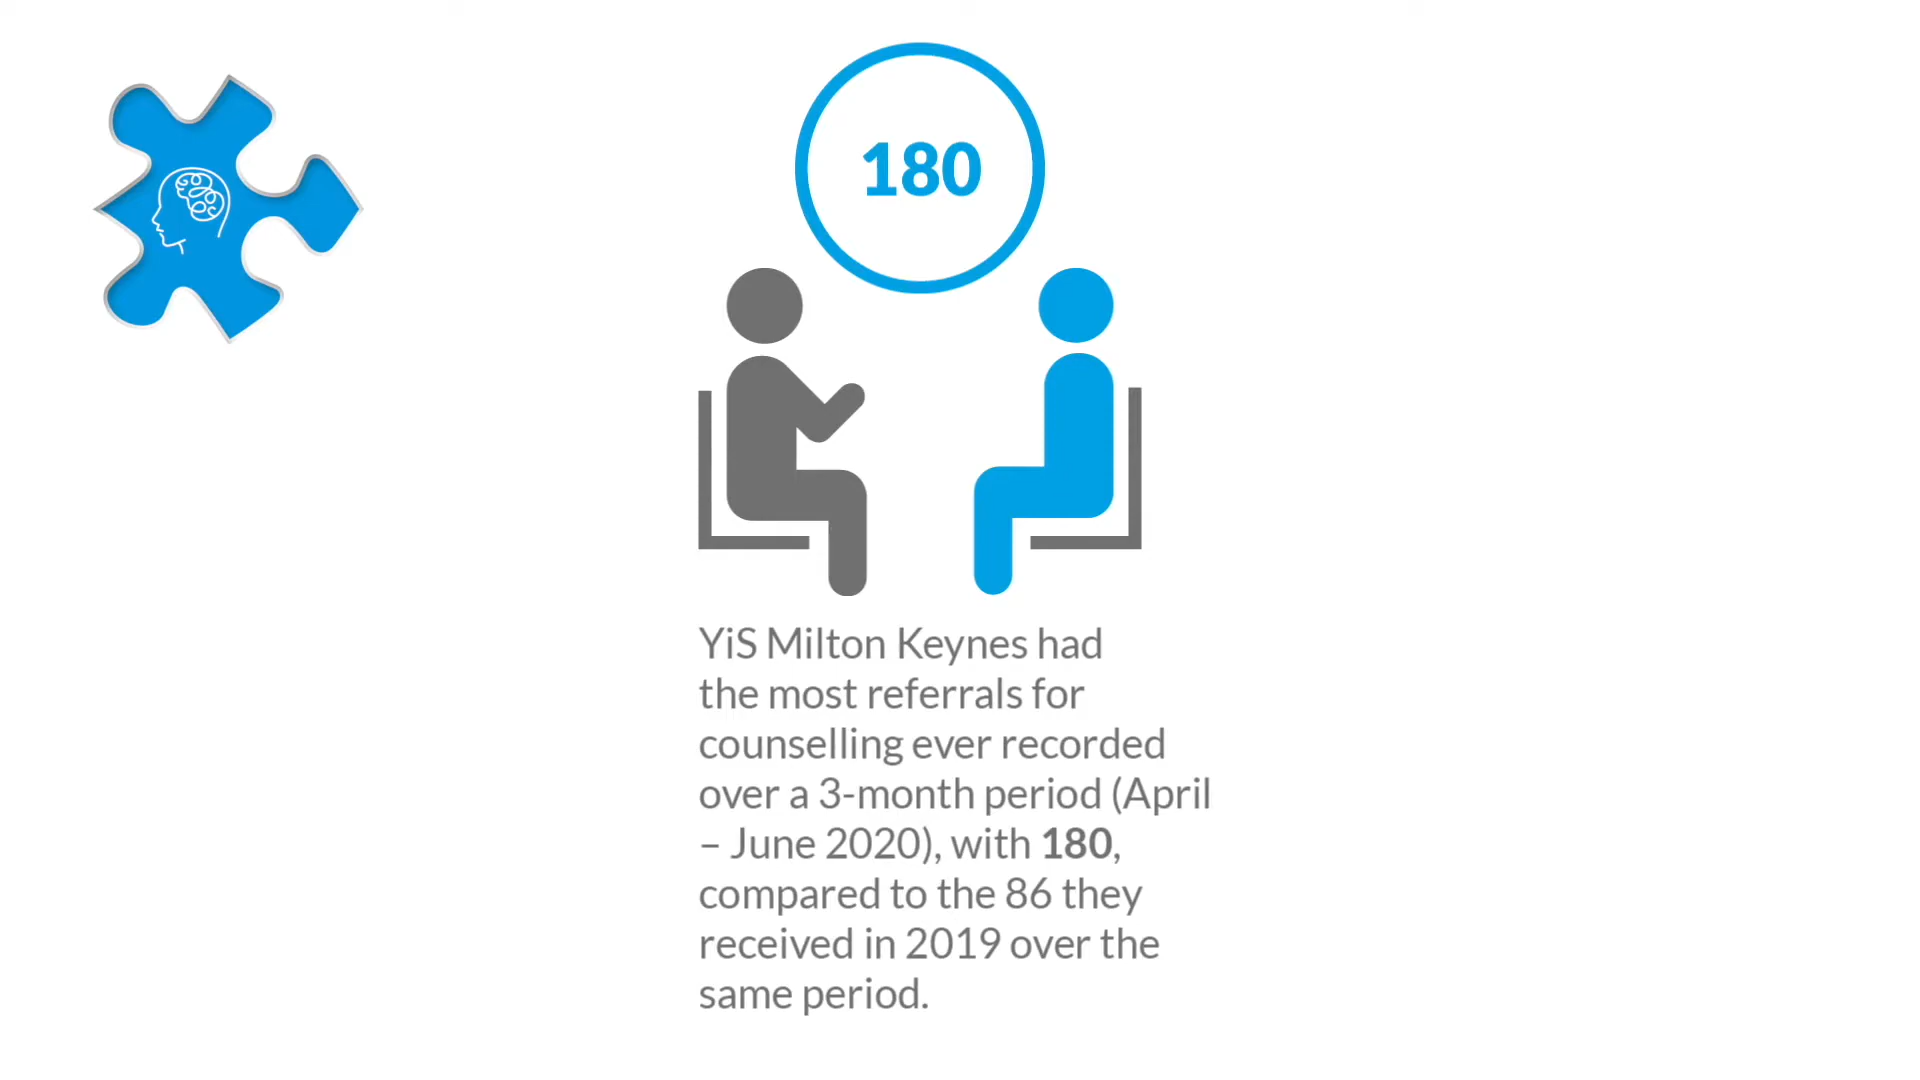 180
YiS Milton Keynes had
the most referrals for
counselling ever recorded
over a 3-month period (April
– June 2020), with 180,
compared to the 86 they
received in 2019 over the
same period.